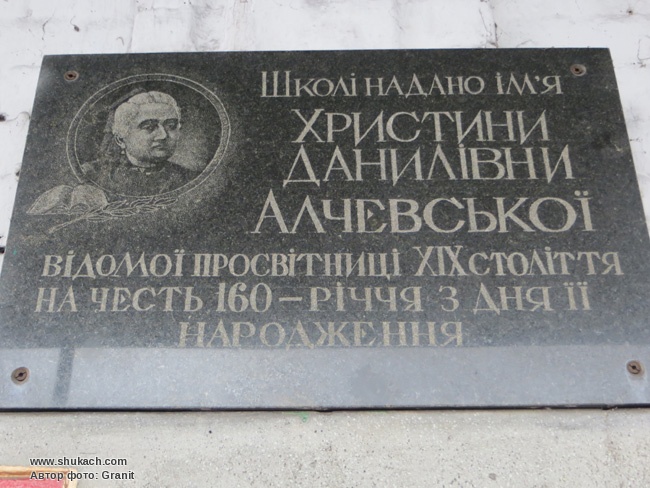 Школі надано ім'я
Христини
Данилівни
Алчевської
відомої просвітниці XIX століття
на честь 160-річчя з дня її
народження
www.shukach.com
Автор фото: Granit